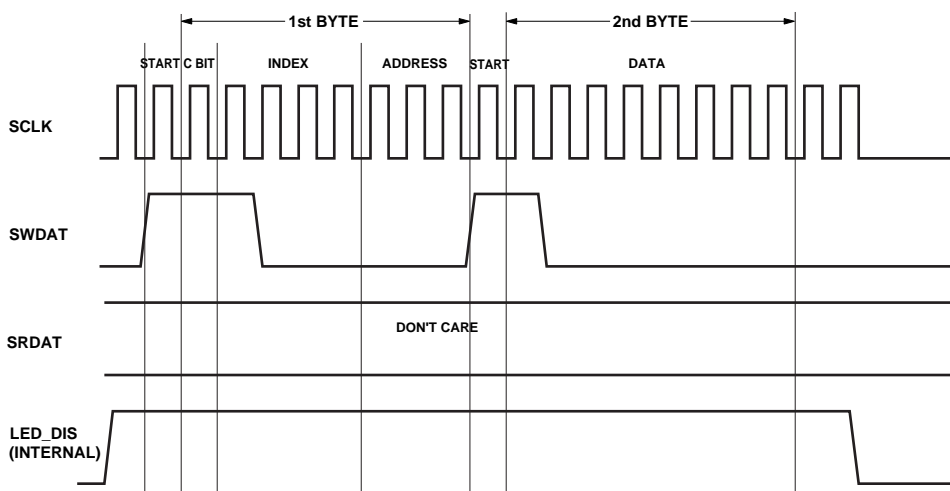 1st BYTE
2nd BYTE
START
C BIT
INDEX
ADDRESS
START
DATA
SCLK
SWDAT
DON'T CARE
SRDAT
LED_DIS
(INTERNAL)